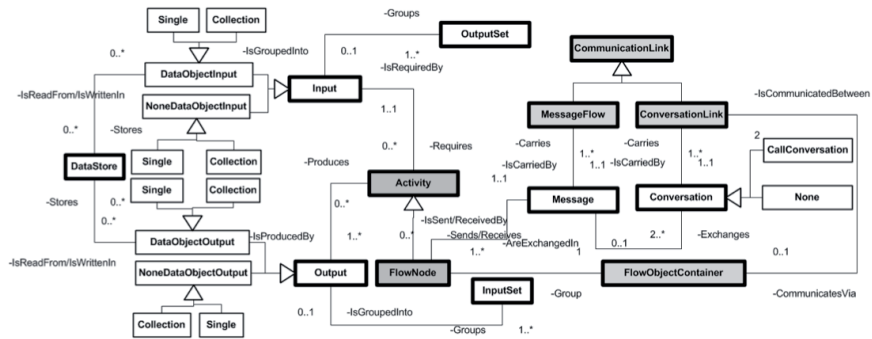 -Groups
Single
Collection
OutputSet
0..1
1..*
-IsGroupedInto
CommunicationLink
0..*
DataObjectInput
-IsRequiredBy
Input
-IsReadFrom/IsWrittenIn
NoneDataObjectInput
1..1
MessageFlow
ConversationLink
-IsCommunicatedBetween
0..*
-Stores
0..*
-Requires
-Carries
-Carries
2
CallConversation
Single
Collection
-Produces
1..*
1..*
DataStore
-IsCarriedBy
1..1
-IsCarriedBy
1..1
Single
Collection
Activity
1..1
Message
Conversation
None
-Stores
0..*
0..*
0..*
-IsSent/ReceivedBy
DataObjectOutput
-IsProducedBy
1..*
0..*
-Sends/Receives
-AreExchangedIn
0..1
2..*
-Exchanges
1..*
1
0..1
-IsReadFrom/IsWrittenIn
NoneDataObjectOutput
Output
FlowNode
FlowObjectContainer
InputSet
-Group
-CommunicatesVia
Collection
Single
0..1
-IsGroupedInto
-Groups
1..*